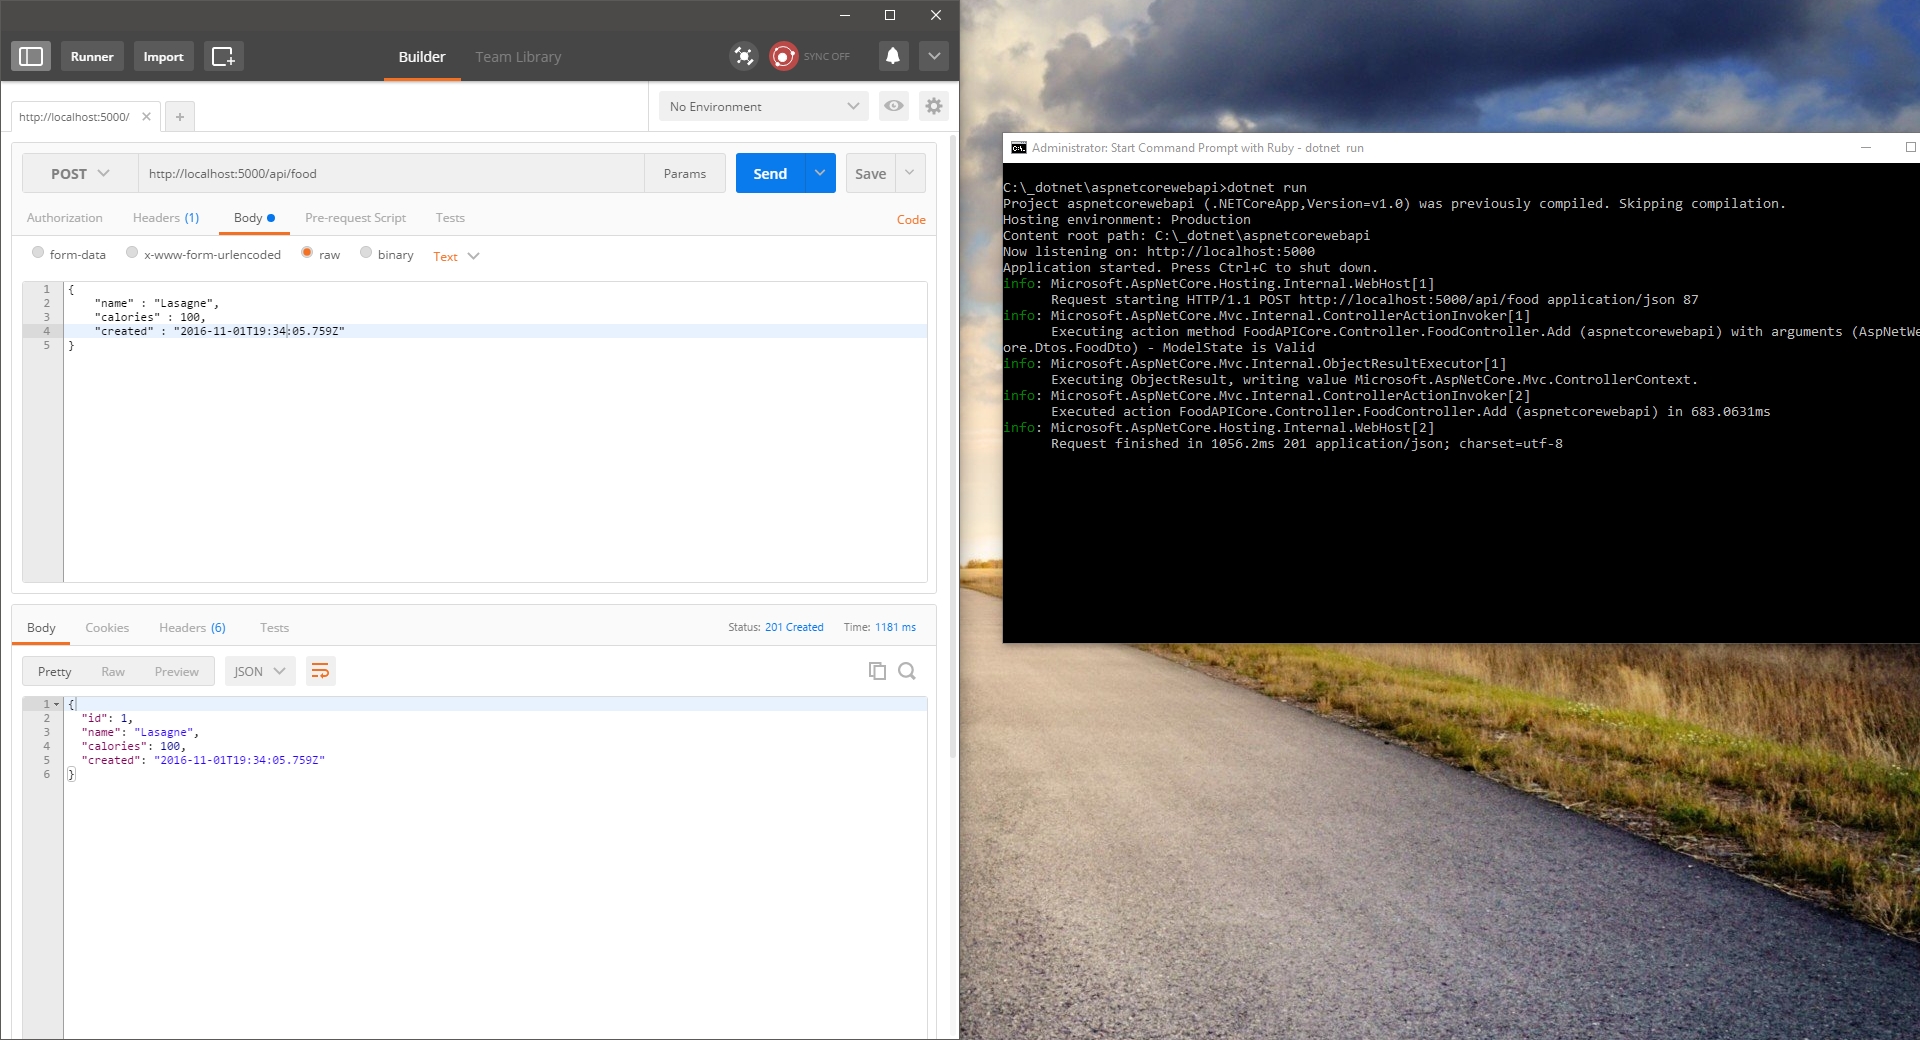 Runner
Import
Builder
Team Library
SYNC OFF
http://localhost:5000/
No Environment
POST
http://localhost:5000/api/food
Params
Send
Save
Authorization
Headers (1)
Body
Pre-request Script
Tests
Code
form-data
x-www-form-urlencoded
raw
binary
Text
1 {
2 "name" : "Lasagne",
3 "calories" : 100,
4 "created" : "2016-11-01T19:34:05.759Z"
5 }
Body
Cookies
Headers (6)
Tests
Status: 201 Created
Time: 1181 ms
Pretty
Raw
Preview
JSON
1 {
2 "id": 1,
3 "name": "Lasagne",
4 "calories": 100,
5 "created": "2016-11-01T19:34:05.759Z"
6 }
Administrator: Start Command Prompt with Ruby - dotnet run
C:\_dotnet\aspnetcorewebapi>dotnet run
Project aspnetcorewebapi (.NETCoreApp,Version=v1.0) was previously compiled. Skipping compilation.
Hosting environment: Production
Content root path: C:\_dotnet\aspnetcorewebapi
Now listening on: http://localhost:5000
Application started. Press Ctrl+C to shut down.
info: Microsoft.AspNetCore.Hosting.Internal.WebHost[1]
Request starting HTTP/1.1 POST http://localhost:5000/api/food application/json 87
info: Microsoft.AspNetCore.Mvc.Internal.ControllerActionInvoker[1]
Executing action method FoodAPICore.Controller.FoodController.Add (aspnetcorewebapi) with arguments (AspNetWe
ore.Dtos.FoodDto) - ModelState is Valid
info: Microsoft.AspNetCore.Mvc.Internal.ObjectResultExecutor[1]
Executing ObjectResult, writing value Microsoft.AspNetCore.Mvc.ControllerContext.
info: Microsoft.AspNetCore.Mvc.Internal.ControllerActionInvoker[2]
Executed action FoodAPICore.Controller.FoodController.Add (aspnetcorewebapi) in 683.0631ms
info: Microsoft.AspNetCore.Hosting.Internal.WebHost[2]
Request finished in 1056.2ms 201 application/json; charset=utf-8